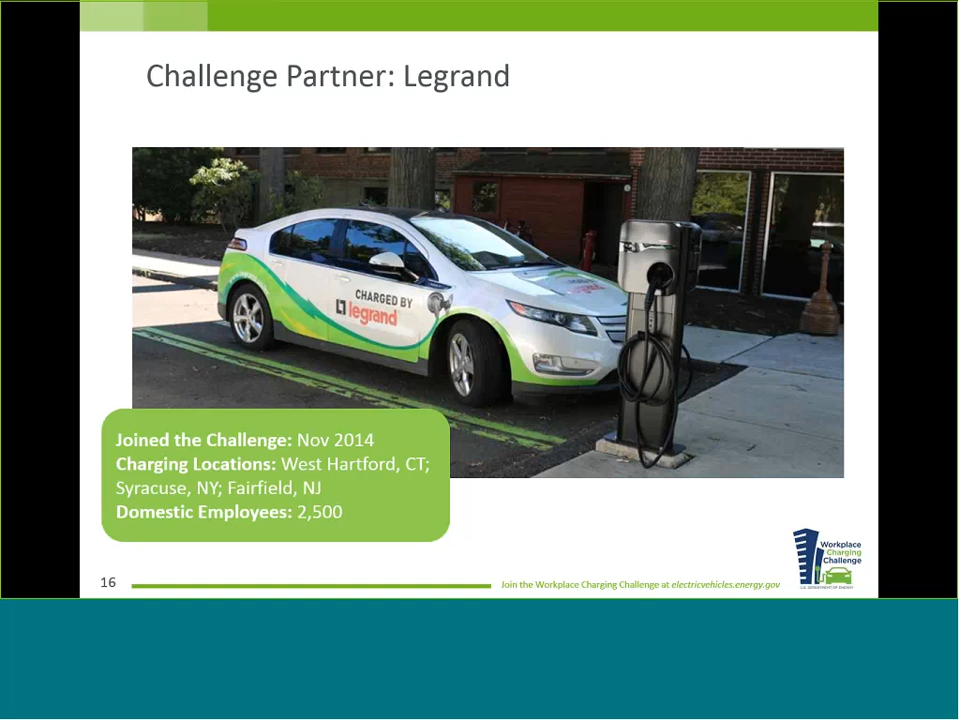 Challenge Partner: Legrand
CHARGED BY
legrand
Joined the Challenge: Nov 2014
Charging Locations: West Hartford, CT;
Syracuse, NY; Fairfield, NJ
Domestic Employees: 2,500
Workplace
Charging
Challenge
U.S. DEPARTMENT OF ENERGY
16
Join the Workplace Charging Challenge at electricvehicles.energy.gov